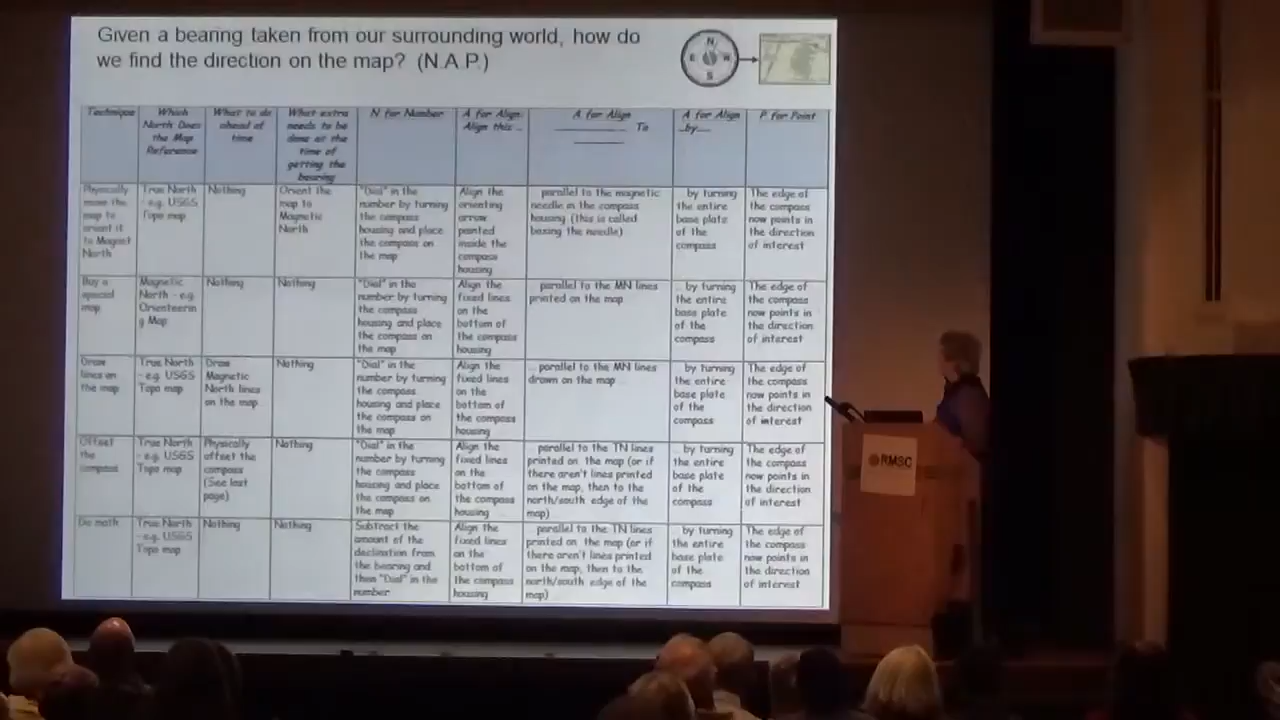 Given a bearing taken from our surrounding world, how do
we find the direction on the map? (N.A.P.)
N
E W
S
Technique
Which
North Does
the Map
Reference
What to do
ahead of
time
What extra
needs to be
done at the
time of
getting the
bearing
N for Number
A for Align
Align this...
A for Align
____________ To
________
A for Align
...by....
P for Point
Physically
move the
map to
orient it
to Magnet
North
True North
- e.g. USGS
Topo map
Nothing
Orient the
map to
Magnetic
North
"Dial" in the
number by turning
the compass
housing and place
the compass on
the map
Align the
orienting
arrow
painted
inside the
compass
housing
... parallel to the magnetic
needle in the compass
housing (this is called
boxing the needle)
... by turning
the entire
base plate
of the
compass
The edge of
the compass
now points in
the direction
of interest
Buy a
special
map
Magnetic
North - e.g.
Orienteerin
g Map
Nothing
Nothing
"Dial" in the
number by turning
the compass
housing and place
the compass on
the map
Align the
fixed lines
on the
bottom of
the compass
housing
... parallel to the MN lines
printed on the map
... by turning
the entire
base plate
of the
compass
The edge of
the compass
now points in
the direction
of interest
Draw
lines on
the map
True North
- e.g. USGS
Topo map
Draw
Magnetic
North lines
on the map
Nothing
"Dial" in the
number by turning
the compass
housing and place
the compass on
the map
Align the
fixed lines
on the
bottom of
the compass
housing
... parallel to the MN lines
drawn on the map
... by turning
the entire
base plate
of the
compass
The edge of
the compass
now points in
the direction
of interest
Offset
the
compass
True North
- e.g. USGS
Topo map
Physically
offset the
compass
(See last
page)
Nothing
"Dial" in the
number by turning
the compass
housing and place
the compass on
the map
Align the
fixed lines
on the
bottom of
the compass
housing
... parallel to the TN lines
printed on the map (or if
there aren't lines printed
on the map, then to the
north/south edge of the
map)
... by turning
the entire
base plate
of the
compass
The edge of
the compass
now points in
the direction
of interest
Do math
True North
- e.g. USGS
Topo map
Nothing
Nothing
SubTract the
amount of the
declination from
the bearing and
then "Dial" in the
number
Align the
fixed lines
on the
bottom of
the compass
housing
... parallel to the TN lines
printed on the map (or if
there aren't lines printed
on the map, then to the
north/south edge of the
map)
... by turning
the entire
base plate
of the
compass
The edge of
the compass
now points in
the direction
of interest
RMSC